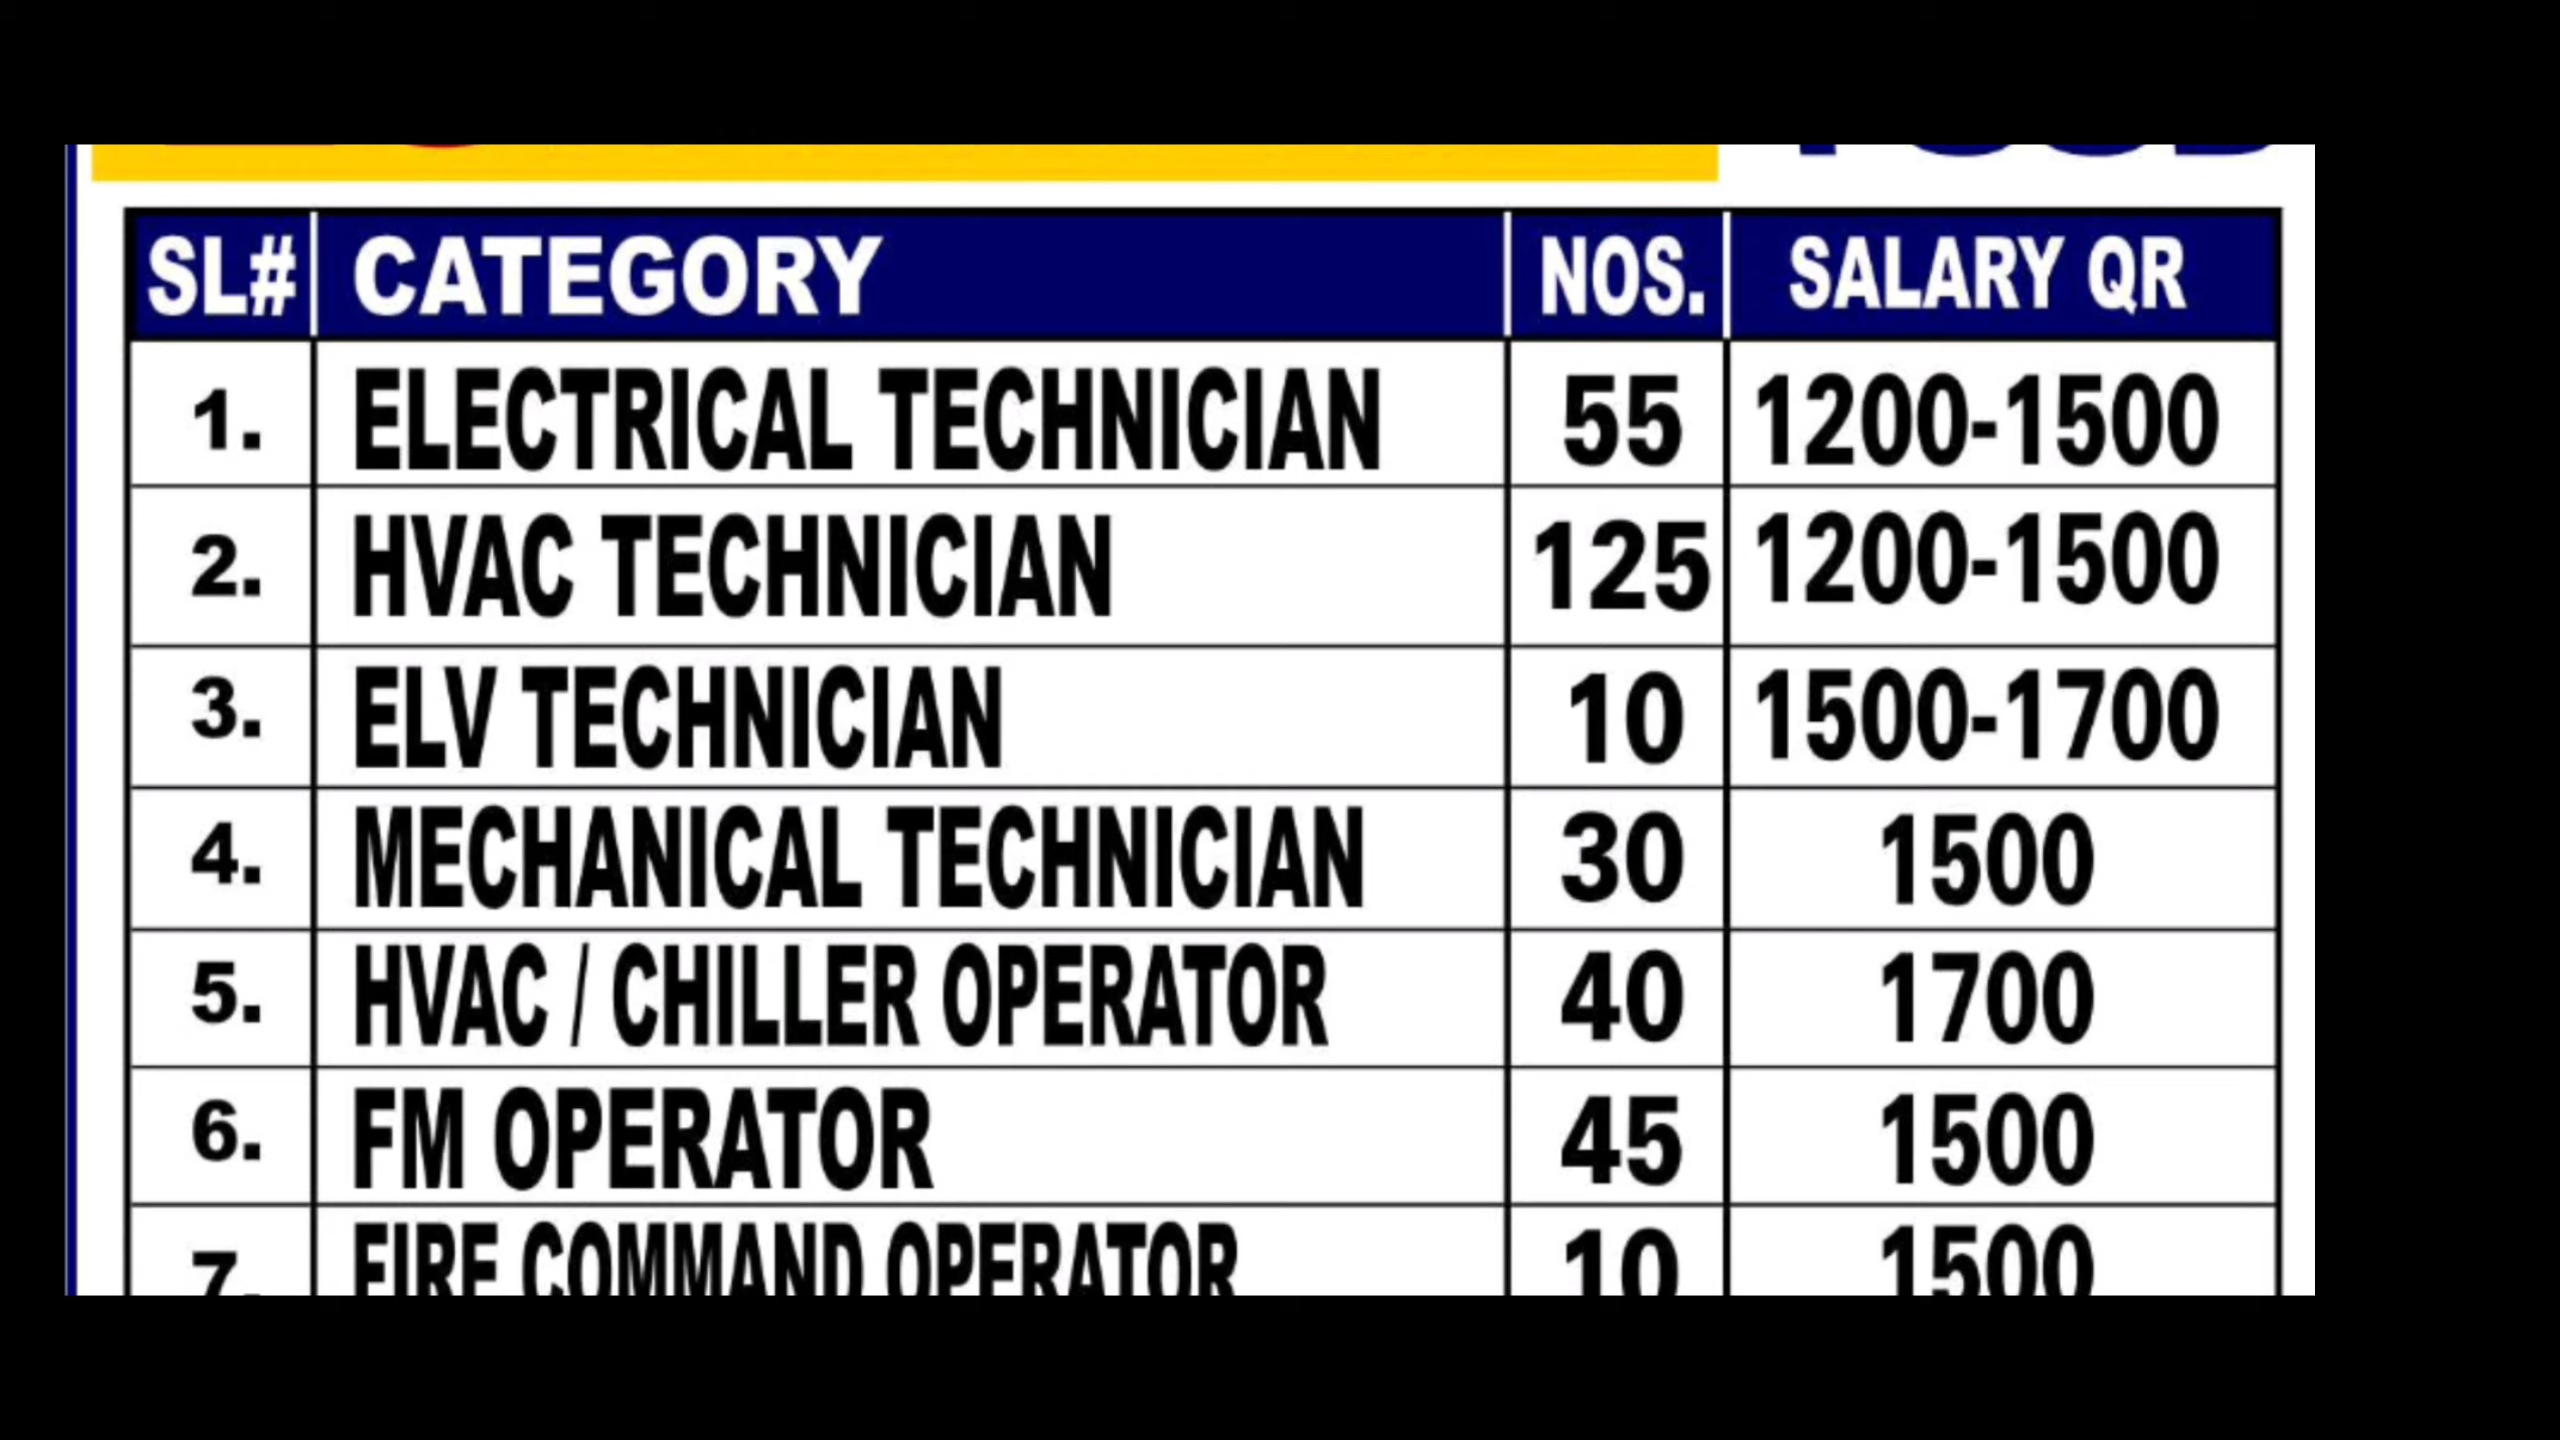 SL# CATEGORY NOS. SALARY QR
1. ELECTRICAL TECHNICIAN 55 1200-1500
2. HVAC TECHNICIAN 125 1200-1500
3. ELV TECHNICIAN 10 1500-1700
4. MECHANICAL TECHNICIAN 30 1500
5. HVAC / CHILLER OPERATOR 40 1700
6. FM OPERATOR 45 1500
7. FIRE COMMAND OPERATOR 10 1500